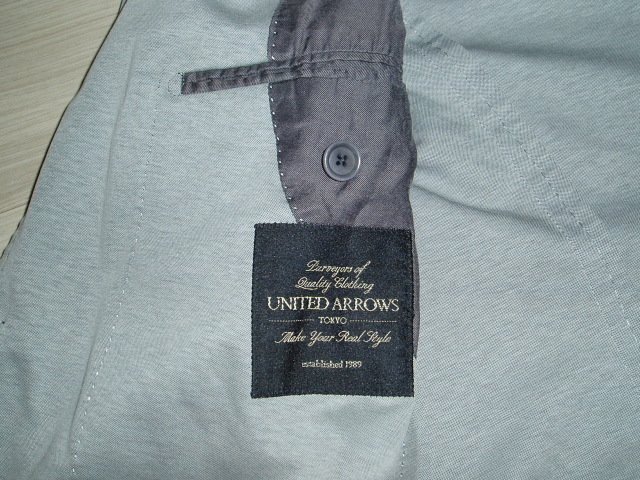 Purveyors of
Quality Clothing
UNITED ARROWS
TOKYO
Make Your Real Style
established 1989